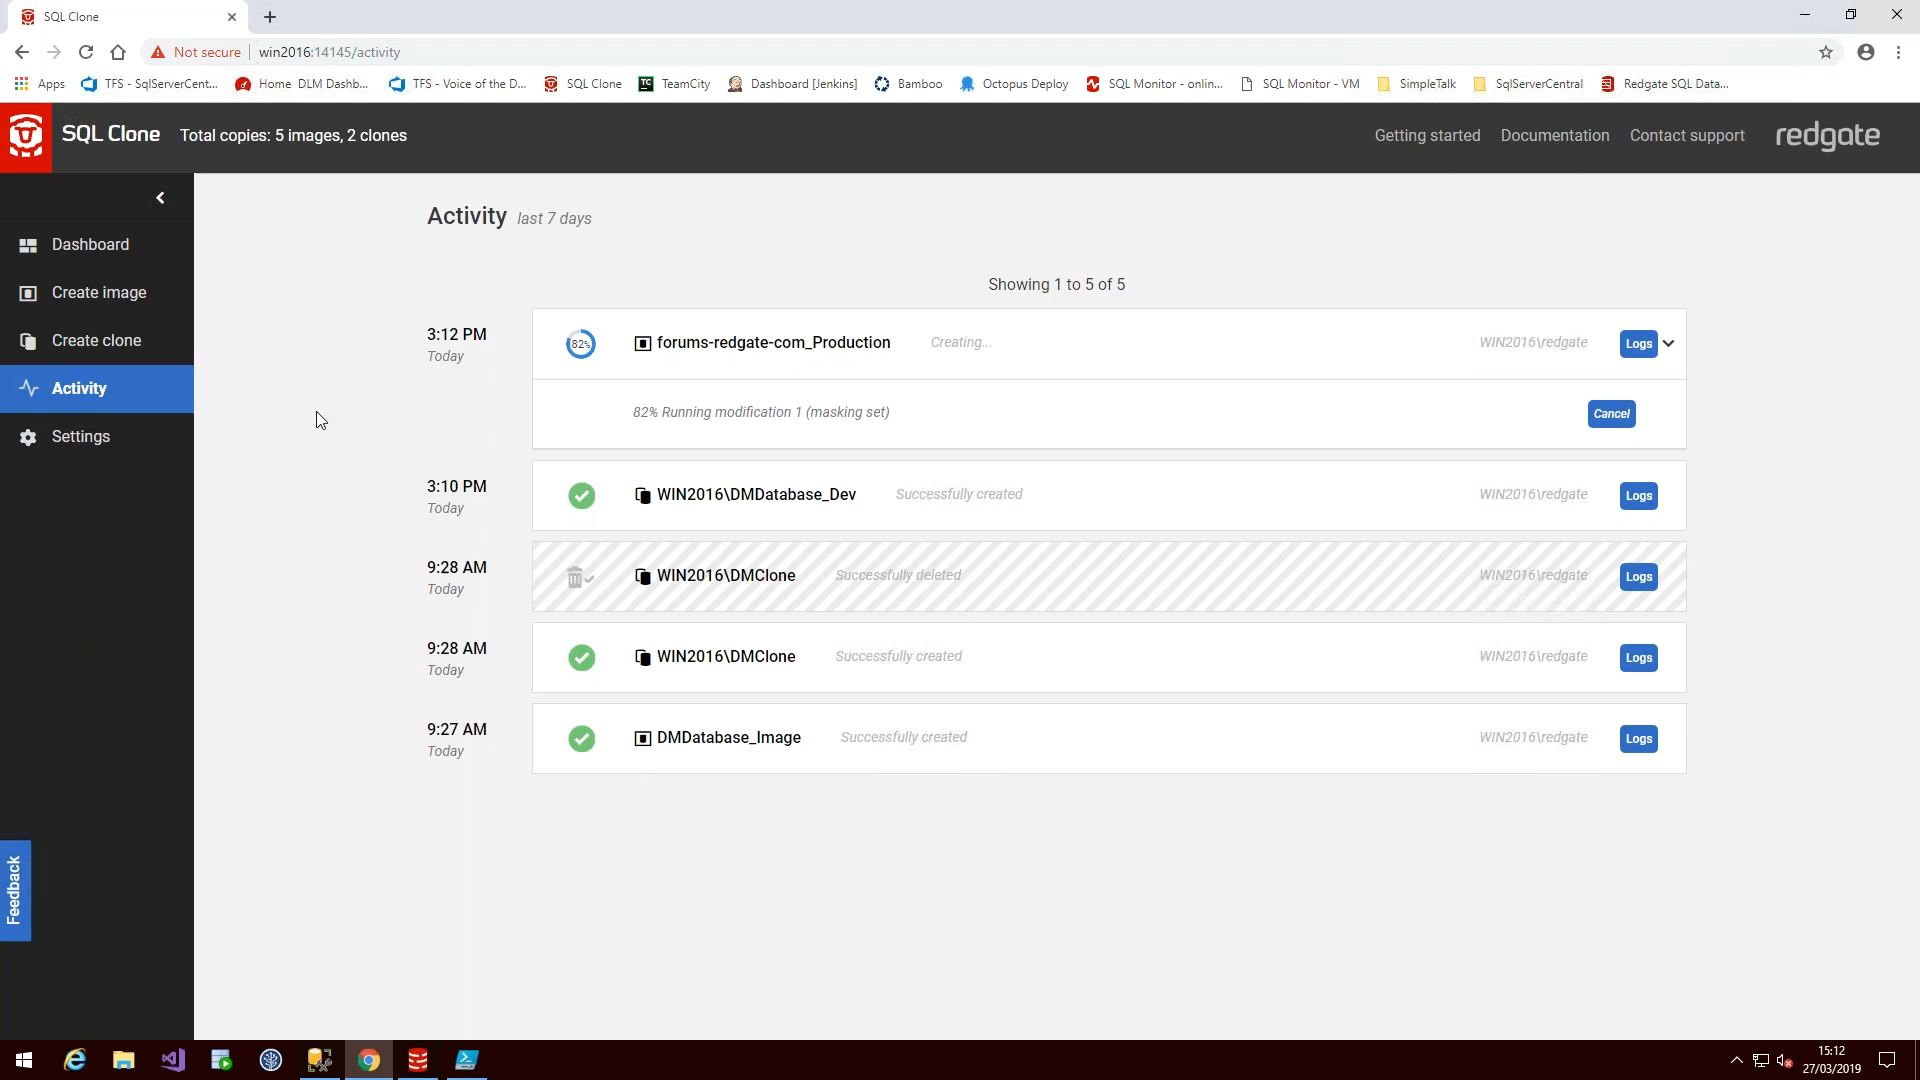 SQL Clone
Not secure
win2016:14145/activity
Apps
TFS - SqlServerCent...
Home DLM Dashb...
TFS - Voice of the D...
SQL Clone
TC
TeamCity
Dashboard [Jenkins]
Bamboo
Octopus Deploy
SQL Monitor - onlin...
SQL Monitor - VM
SimpleTalk
SqlServerCentral
Redgate SQL Data...
SQL Clone
Total copies: 5 images, 2 clones
Getting started
Documentation
Contact support
redgate
Dashboard
Create image
Create clone
Activity
Settings
Feedback
Activity last 7 days
Showing 1 to 5 of 5
3:12 PM
Today
82%
forums-redgate-com_Production
Creating...
WIN2016\redgate
Logs
82% Running modification 1 (masking set)
Cancel
3:10 PM
Today
WIN2016\DMDatabase_Dev
Successfully created
WIN2016\redgate
Logs
9:28 AM
Today
WIN2016\DMClone
Successfully deleted
WIN2016\redgate
Logs
9:28 AM
Today
WIN2016\DMClone
Successfully created
WIN2016\redgate
Logs
9:27 AM
Today
DMDatabase_Image
Successfully created
WIN2016\redgate
Logs
15:12
27/03/2019